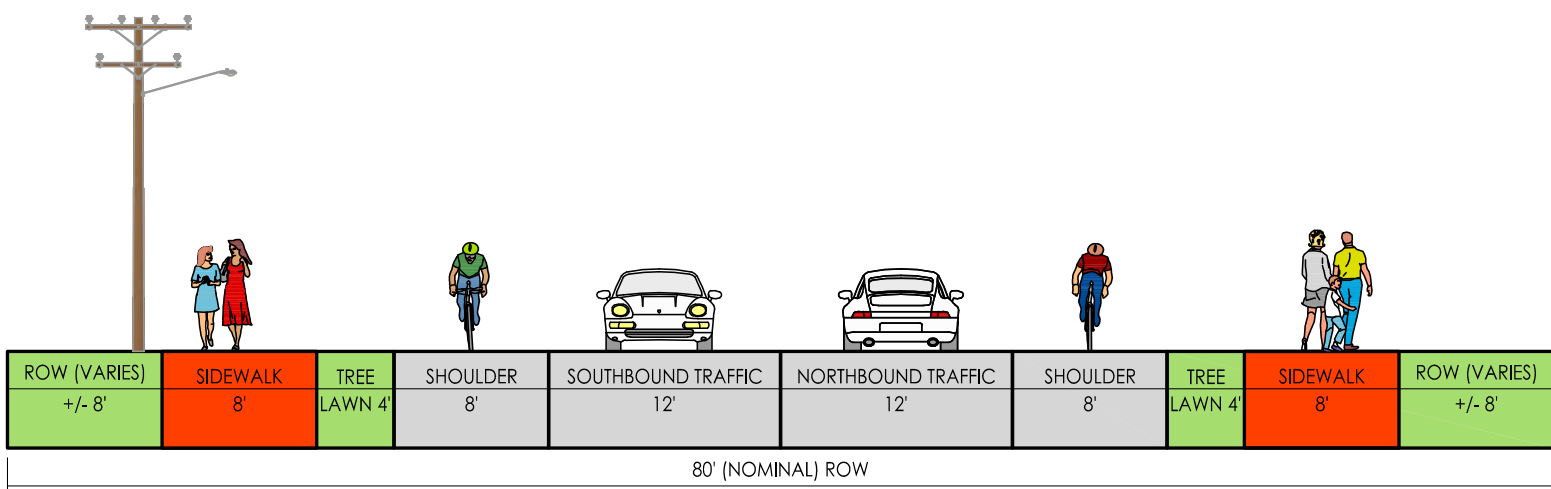 ROW (VARIES)
+/- 8'
SIDEWALK
8'
TREE
LAWN 4'
SHOULDER
8'
SOUTHBOUND TRAFFIC
12'
NORTHBOUND TRAFFIC
12'
SHOULDER
8'
TREE
LAWN 4'
SIDEWALK
8'
ROW (VARIES)
+/- 8'
80' (NOMINAL) ROW